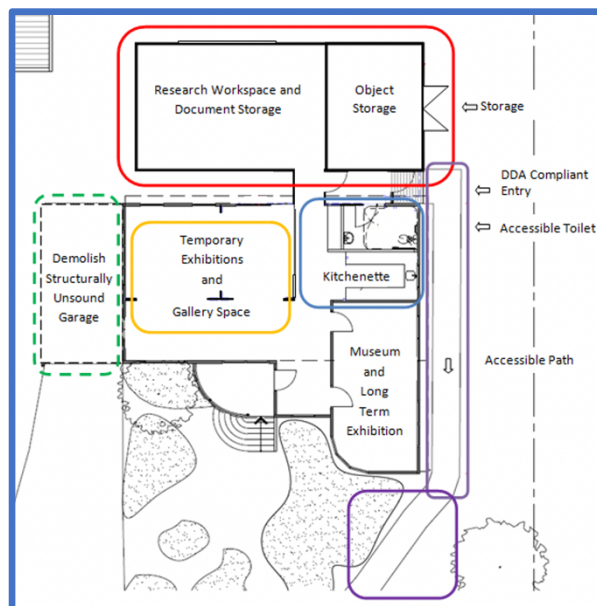 Research Workspace and
Document Storage
Object
Storage
Storage
DDA Compliant
Entry
Accessible Toilet
Temporary
Exhibitions
and
Gallery Space
Demolish
Structurally
Unsound
Garage
Kitchenette
Museum
and
Long
Term
Exhibition
Accessible Path